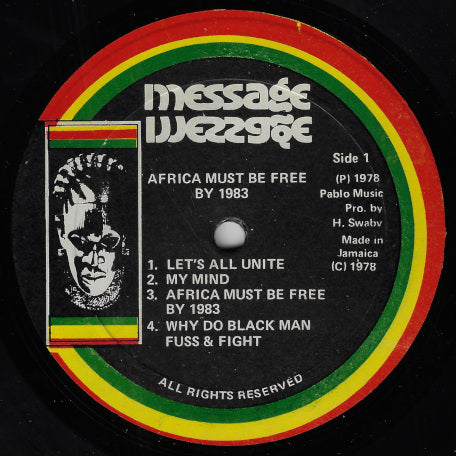 message
message
AFRICA MUST BE FREE
BY 1983
Side 1
(P) 1978
Pablo Music
Pro. by
H. Swaby
Made in
Jamaica
(C) 1978
1. LET'S ALL UNITE
2. MY MIND
3. AFRICA MUST BE FREE
BY 1983
4. WHY DO BLACK MAN
FUSS & FIGHT
ALL RIGHTS RESERVED